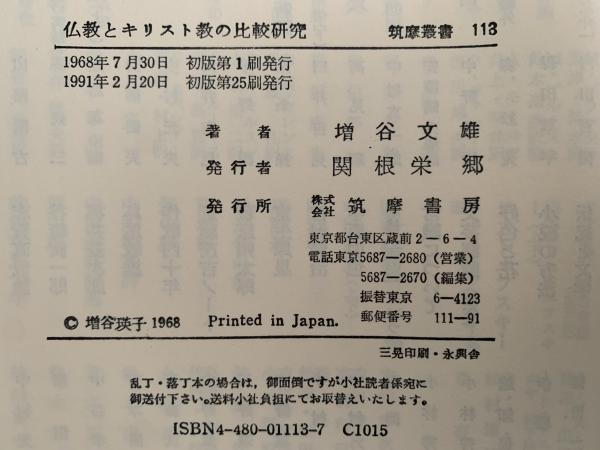 仏教とキリスト教の比較研究 筑摩叢書 113
1968年7月30日 初版第1刷発行
1991年2月20日 初版第25刷発行
著者 増谷文雄
発行者 関根栄郷
発行所 株式会社 筑摩書房
東京都台東区蔵前2-6-4
電話東京5687-2680 (営業)
5687-2670 (編集)
振替東京 6-4123
© 増谷瑛子 1968 Printed in Japan. 郵便番号 111-91
三晃印刷・永興舎
乱丁・落丁本の場合は,御面倒ですが小社読者係宛に
御送付下さい。送料小社負担にてお取替えいたします。
ISBN4-480-01113-7 C1015